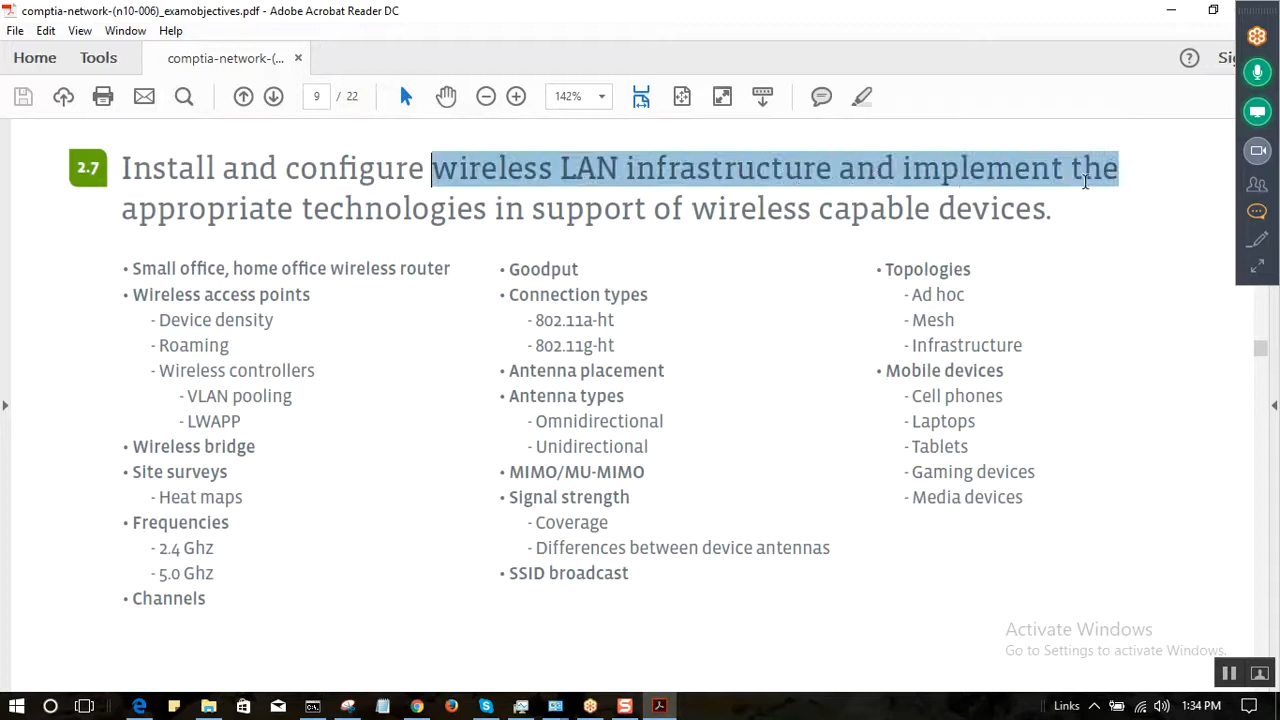 comptia-network-(n10-006)_examobjectives.pdf - Adobe Acrobat Reader DC
File Edit View Window Help
Home Tools comptia-network-(... × ? Si
9 / 22 142%
2.7 Install and configure wireless LAN infrastructure and implement the
appropriate technologies in support of wireless capable devices.
• Small office, home office wireless router
• Wireless access points
- Device density
- Roaming
- Wireless controllers
- VLAN pooling
- LWAPP
• Wireless bridge
• Site surveys
- Heat maps
• Frequencies
- 2.4 Ghz
- 5.0 Ghz
• Channels
• Goodput
• Connection types
- 802.11a-ht
- 802.11g-ht
• Antenna placement
• Antenna types
- Omnidirectional
- Unidirectional
• MIMO/MU-MIMO
• Signal strength
- Coverage
- Differences between device antennas
• SSID broadcast
• Topologies
- Ad hoc
- Mesh
- Infrastructure
• Mobile devices
- Cell phones
- Laptops
- Tablets
- Gaming devices
- Media devices
Activate Windows
Go to Settings to activate Windows.
Links 1:34 PM